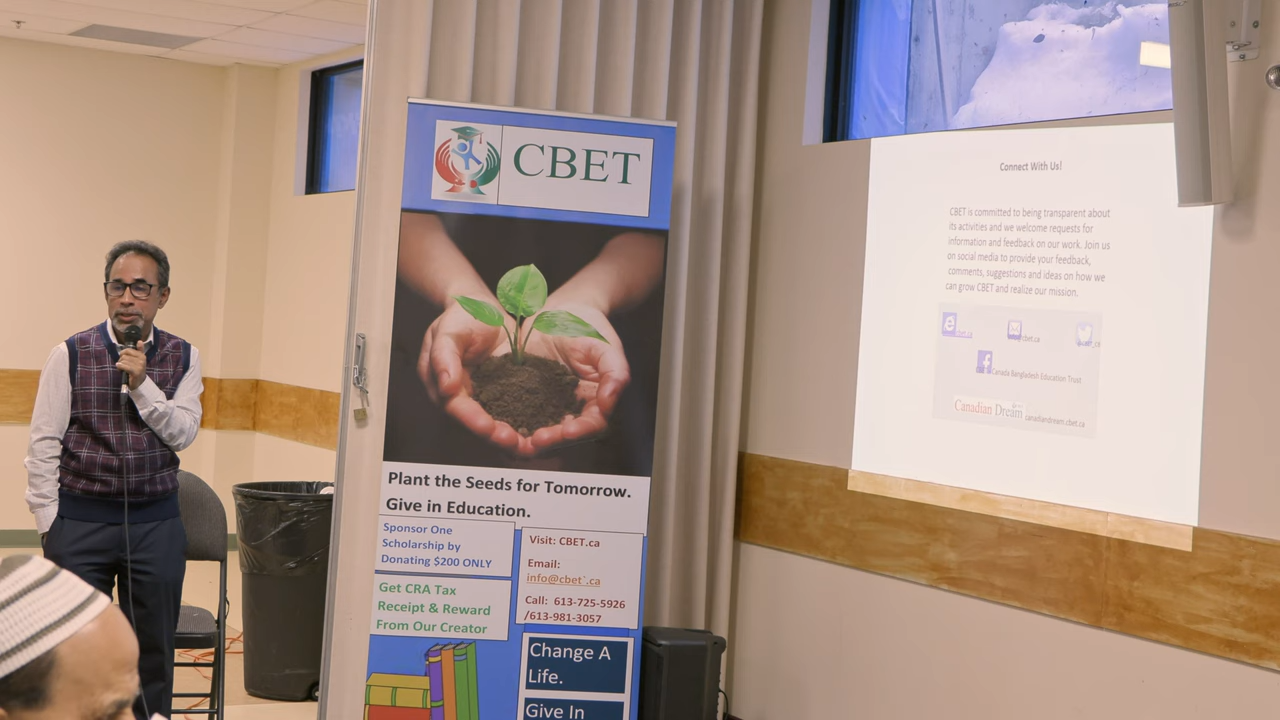 CBET
Plant the Seeds for Tomorrow.
Give in Education.
Sponsor One
Scholarship by
Donating $200 ONLY
Get CRA Tax
Receipt & Reward
From Our Creator
Visit: CBET.ca
Email:
info@cbet`.ca
Call: 613-725-5926
/613-981-3057
Change A
Life.
Give In
Connect With Us!
CBET is committed to being transparent about
its activities and we welcome requests for
information and feedback on our work. Join us
on social media to provide your feedback,
comments, suggestions and ideas on how we
can grow CBET and realize our mission.
Canada Bangladesh Education Trust
Canadian Dream canadiandream.cbet.ca